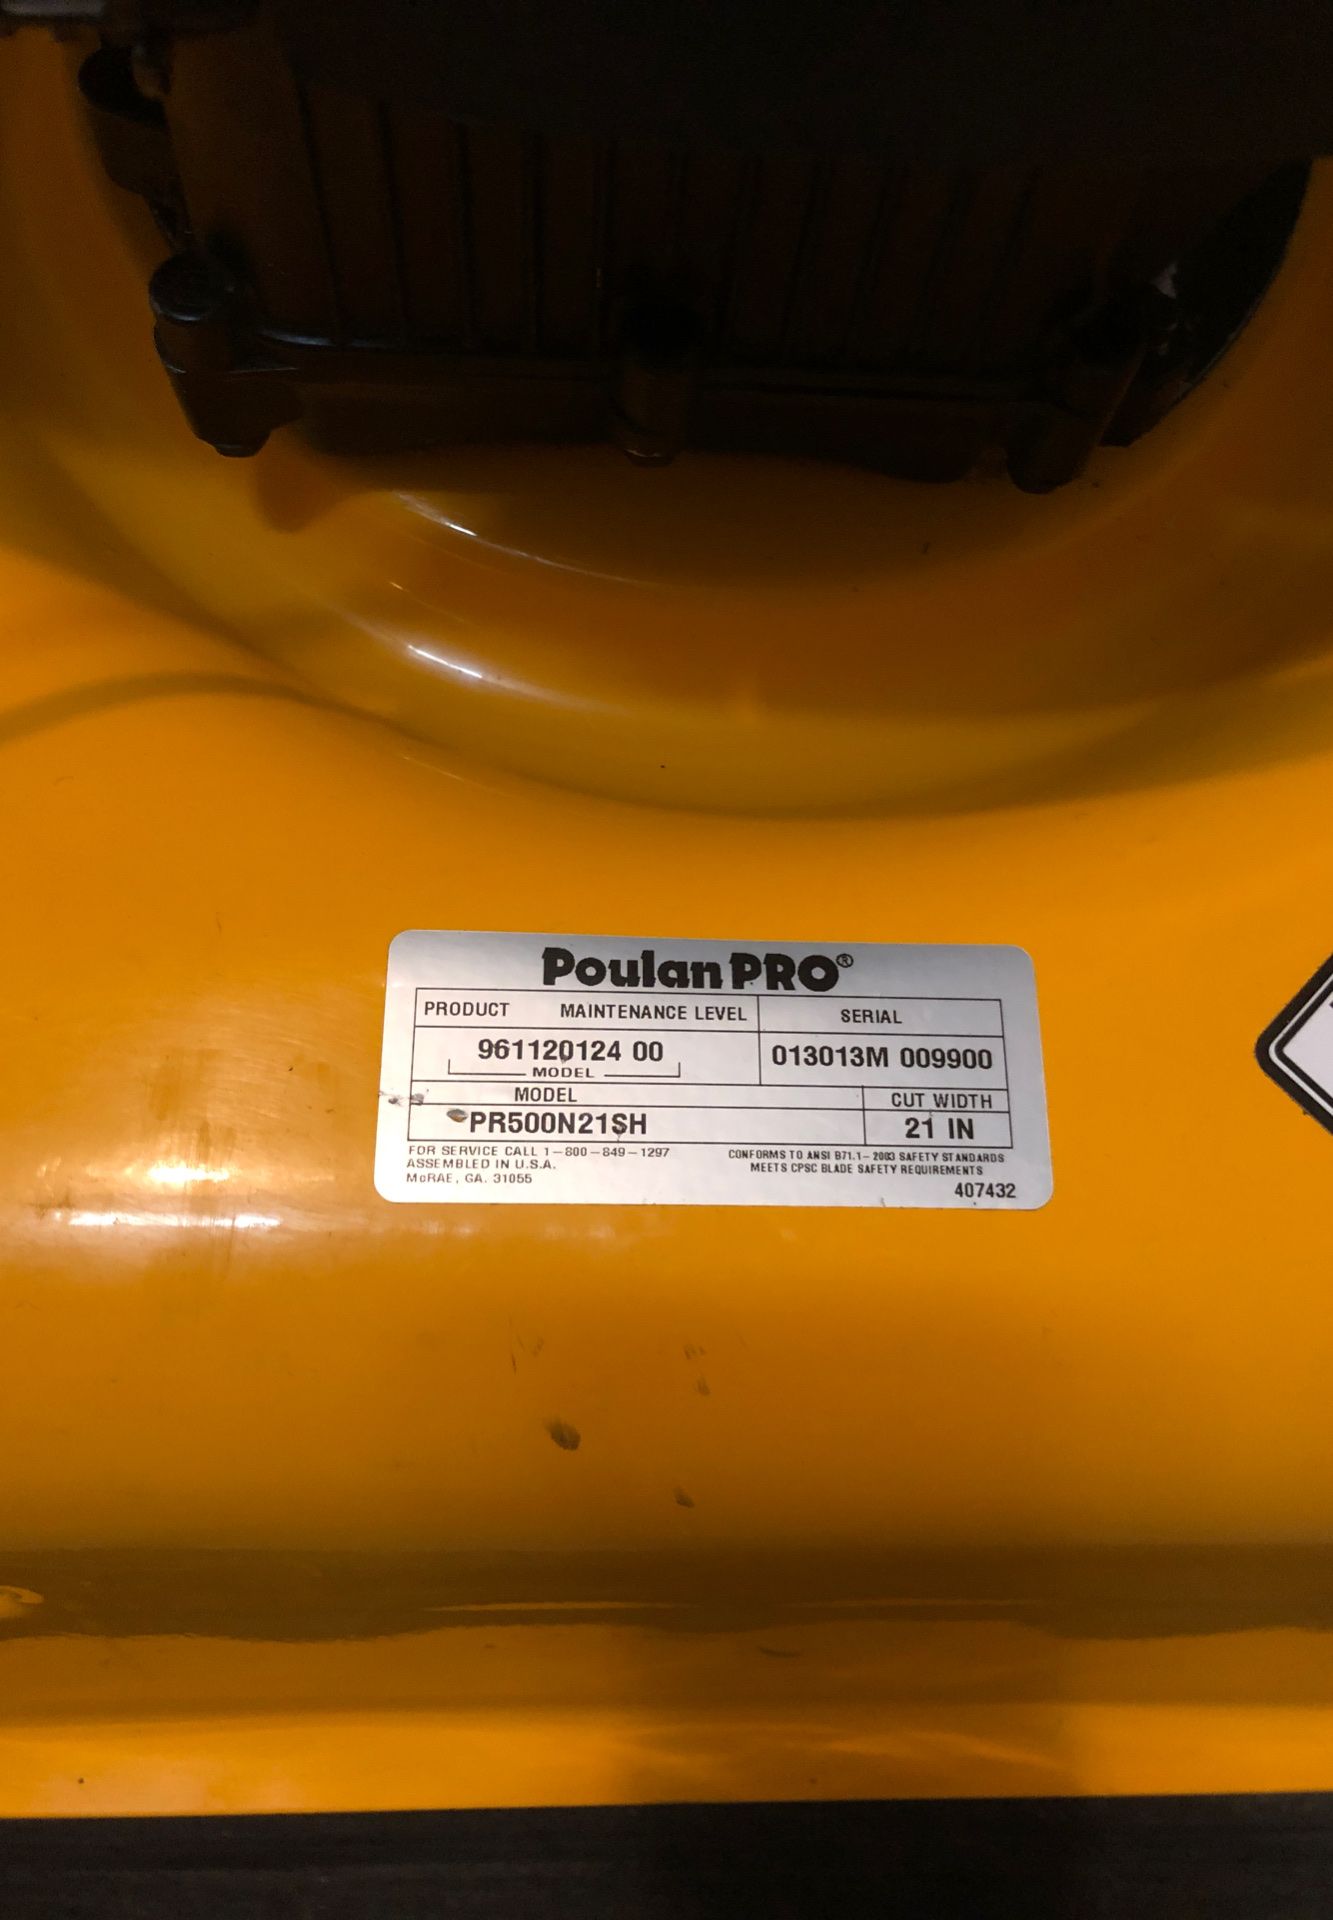 Poulan PRO®
PRODUCT MAINTENANCE LEVEL SERIAL
961120124 00 013013M 009900
MODEL
MODEL CUT WIDTH
PR500N21SH 21 IN
FOR SERVICE CALL 1-800-849-1297 CONFORMS TO ANSI B71.1-2003 SAFETY STANDARDS
ASSEMBLED IN U.S.A. MEETS CPSC BLADE SAFETY REQUIREMENTS
McRAE, GA. 31055 407432